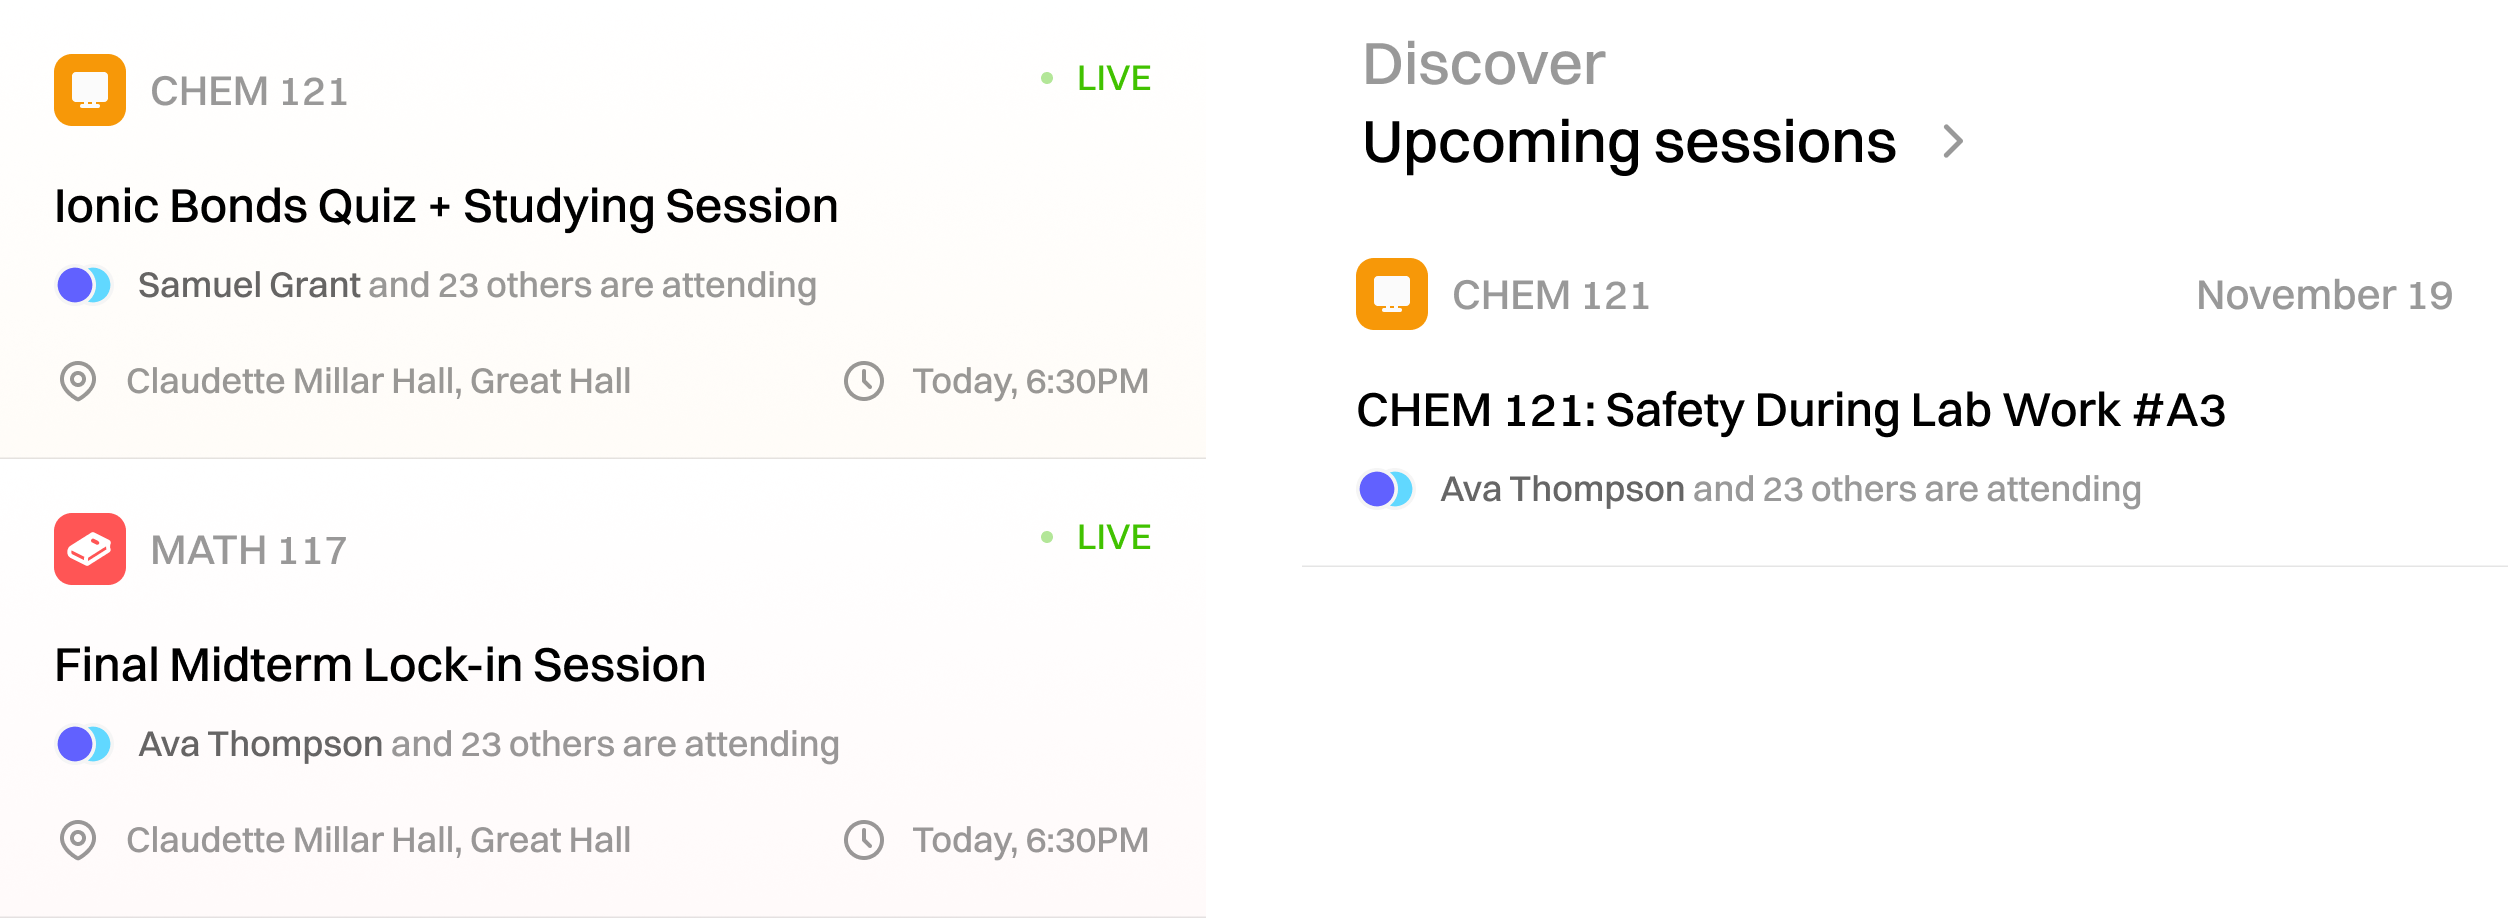 CHEM 121
LIVE
Ionic Bonds Quiz + Studying Session
Samuel Grant and 23 others are attending
Claudette Millar Hall, Great Hall
Today, 6:30PM
MATH 117
LIVE
Final Midterm Lock-in Session
Ava Thompson and 23 others are attending
Claudette Millar Hall, Great Hall
Today, 6:30PM
Discover
Upcoming sessions
CHEM 121
November 19
CHEM 121: Safety During Lab Work #A3
Ava Thompson and 23 others are attending